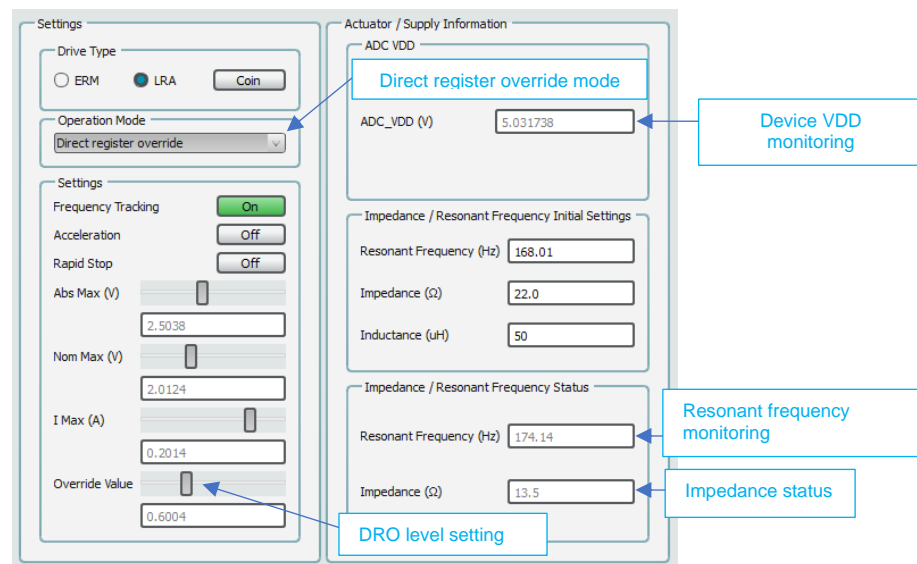 Settings
Drive Type
ERM
LRA
Coin
Operation Mode
Direct register override
Settings
Frequency Tracking
On
Acceleration
Off
Rapid Stop
Off
Abs Max (V)
2.5038
Nom Max (V)
2.0124
I Max (A)
0.2014
Override Value
0.6004
DRO level setting
Actuator / Supply Information
ADC VDD
Direct register override mode
ADC_VDD (V)
5.031738
Device VDD
monitoring
Impedance / Resonant Frequency Initial Settings
Resonant Frequency (Hz)
168.01
Impedance (Ω)
22.0
Inductance (uH)
50
Impedance / Resonant Frequency Status
Resonant Frequency (Hz)
174.14
Resonant frequency
monitoring
Impedance (Ω)
13.5
Impedance status